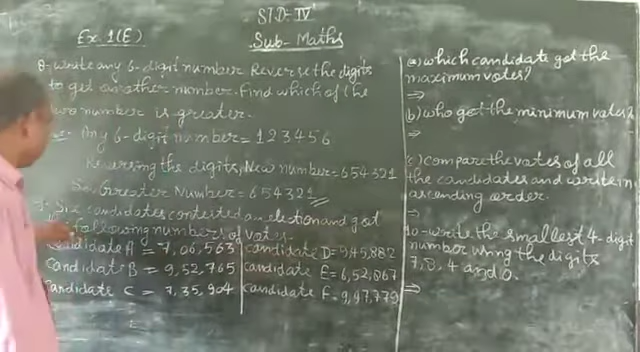 STD-IV
Ex. 1(E)
Sub-Maths
8-write any 6-digit number Reverse the digits
to get another number. Find which of the
two number is greater.
Any 6-digit number = 123456
Reversing the digits, New number = 654321
So, Greater Number = 654321
Six candidates contested an election and got
following numbers of votes.
Candidate A = 7,06,563
Candidate B = 9,52,765
Candidate C = 7,35,904
Candidate D = 9,45,882
Candidate E = 6,52,867
Candidate F = 9,97,779
(a) which candidate got the
maximum votes?
⇒
(b) who got the minimum votes?
⇒
(c) compare the votes of all
the candidates and write in
ascending order.
⇒
10-write the smallest 4-digit
number using the digits
7, 8, 4 and 0.
⇒